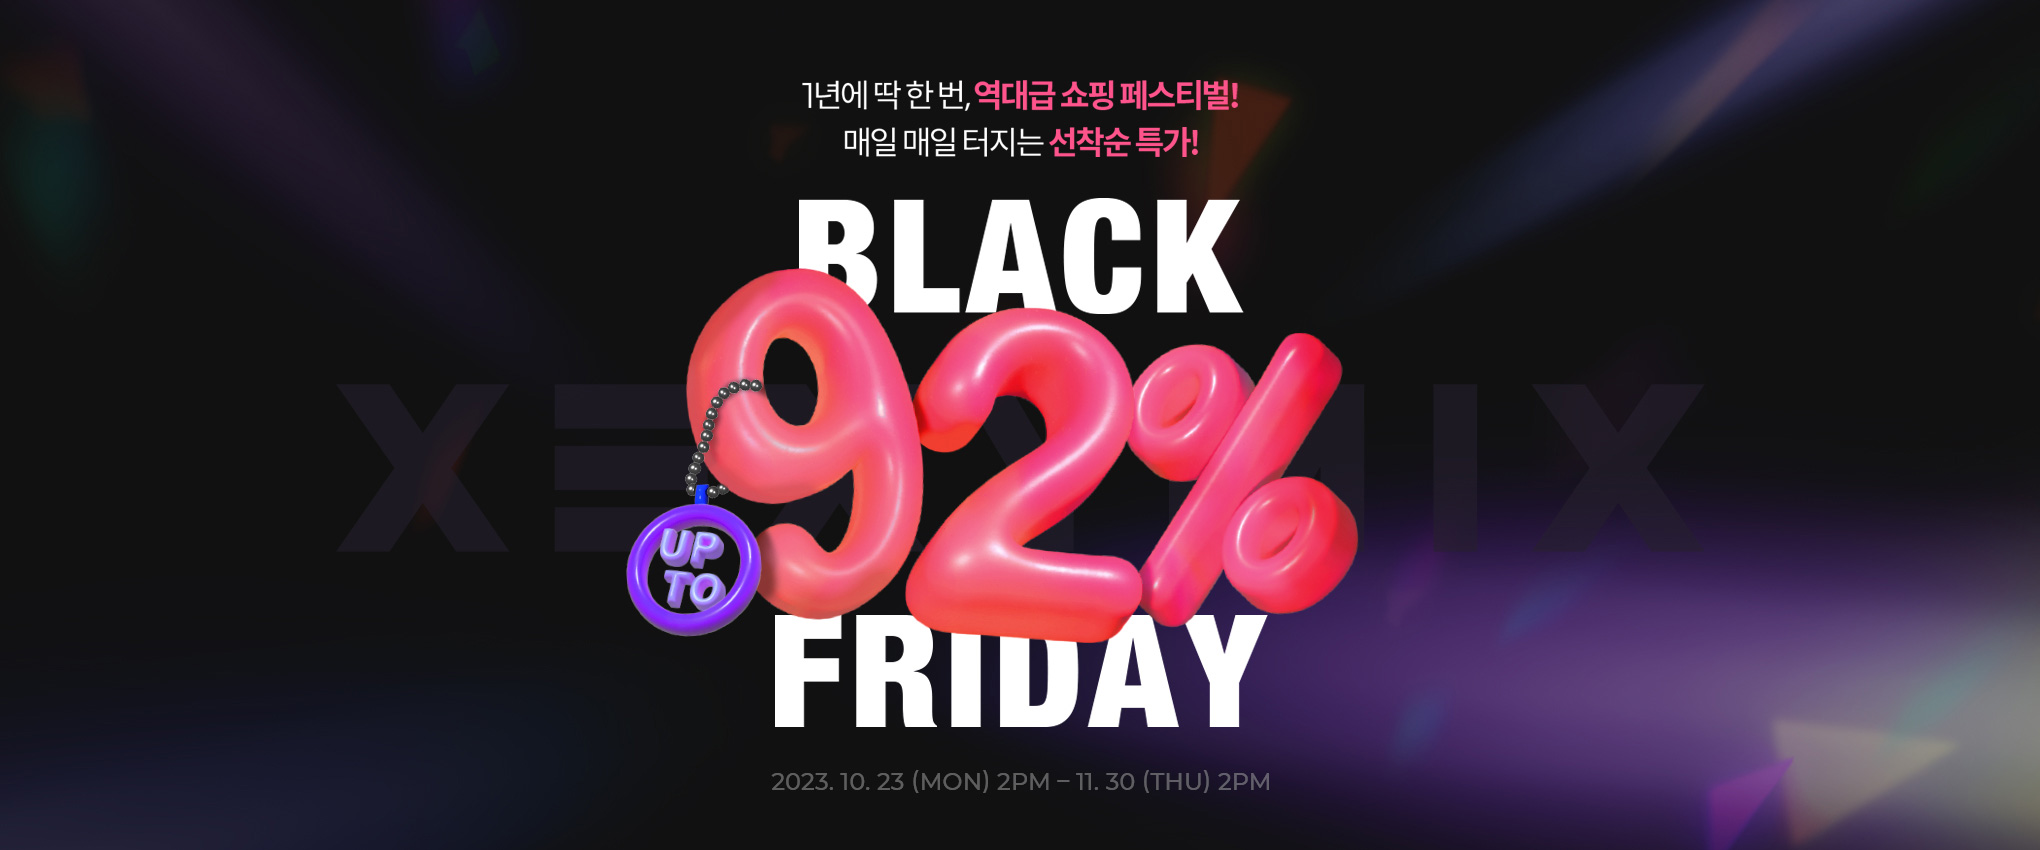 1년에 딱 한 번, 역대급 쇼핑 페스티벌!
매일 매일 터지는 선착순 특가!
BLACK
92%
UP
TO
FRIDAY
2023. 10. 23 (MON) 2PM – 11. 30 (THU) 2PM